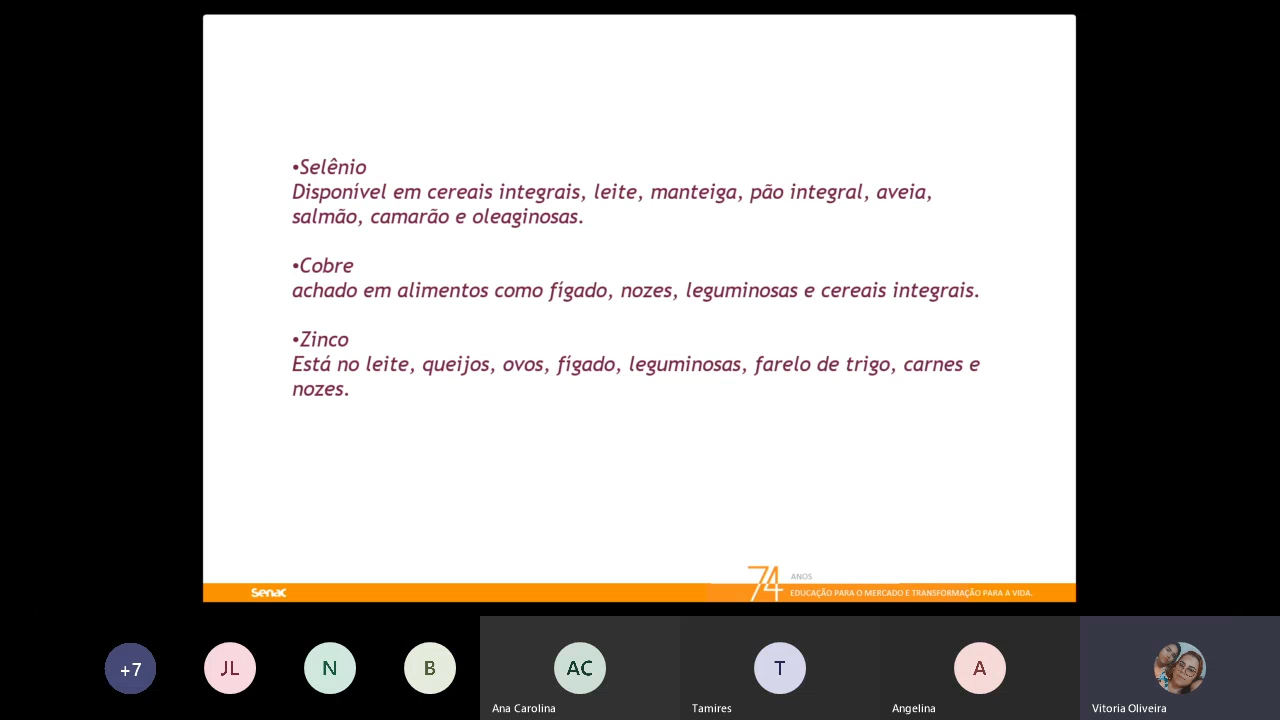 •Selênio
Disponível em cereais integrais, leite, manteiga, pão integral, aveia,
salmão, camarão e oleaginosas.
•Cobre
achado em alimentos como fígado, nozes, leguminosas e cereais integrais.
•Zinco
Está no leite, queijos, ovos, fígado, leguminosas, farelo de trigo, carnes e
nozes.
Senac
74 ANOS
EDUCAÇÃO PARA O MERCADO E TRANSFORMAÇÃO PARA A VIDA.
+7
JL
N
B
AC
T
A
Ana Carolina
Tamires
Angelina
Vitoria Oliveira